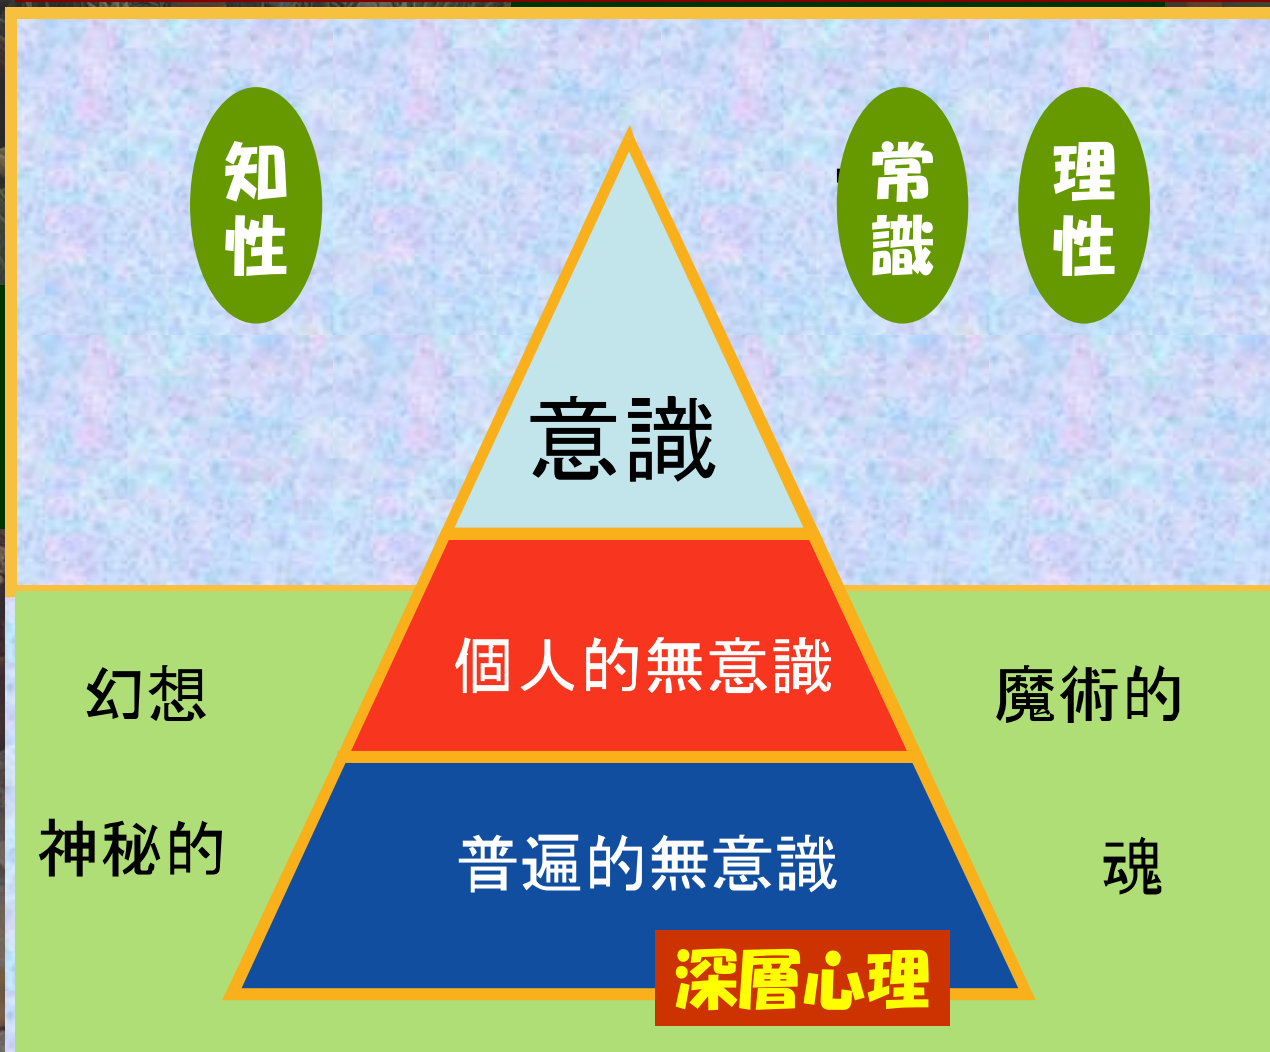 知性
常識
理性
意識
個人的無意識
幻想
魔術的
神秘的
普遍的無意識
魂
深層心理